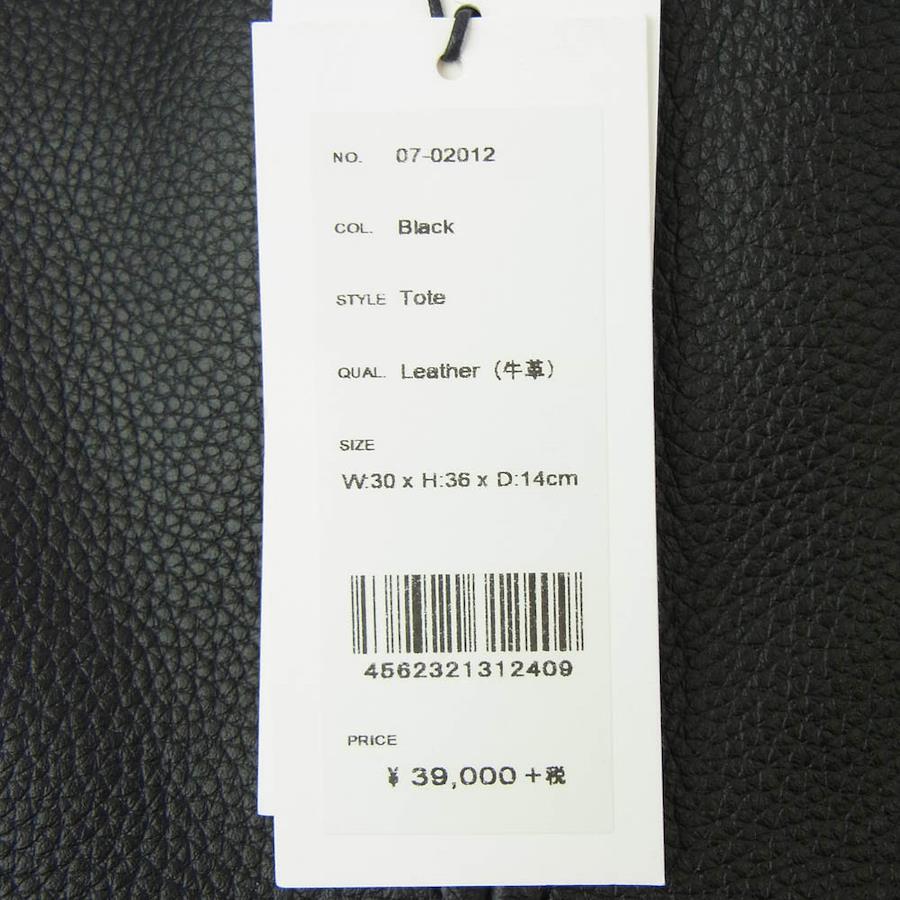 NO. 07-02012
COL. Black
STYLE Tote
QUAL. Leather (牛革)
SIZE
W:30 x H:36 x D:14cm
4562321312409
PRICE
¥ 39,000+税